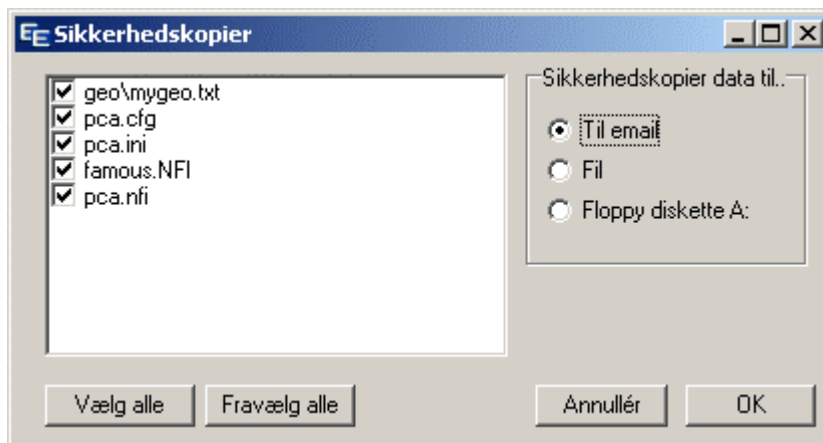 EE Sikkerhedskopier
geo\mygeo.txt
pca.cfg
pca.ini
famous.NFI
pca.nfi
Sikkerhedskopier data til..
Til email
Fil
Floppy diskette A:
Vælg alle
Fravælg alle
Annullér
OK